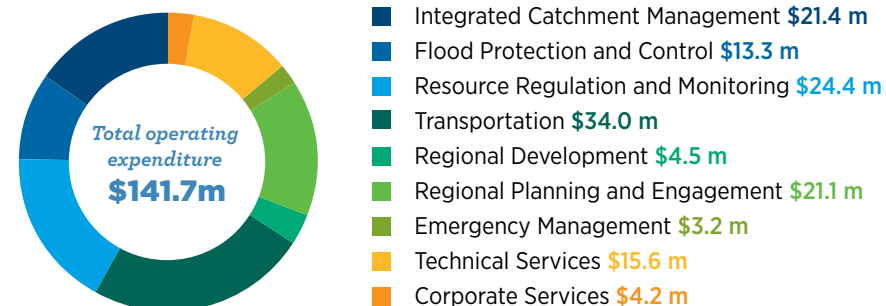 Total operating
expenditure
$141.7m
Integrated Catchment Management $21.4 m
Flood Protection and Control $13.3 m
Resource Regulation and Monitoring $24.4 m
Transportation $34.0 m
Regional Development $4.5 m
Regional Planning and Engagement $21.1 m
Emergency Management $3.2 m
Technical Services $15.6 m
Corporate Services $4.2 m